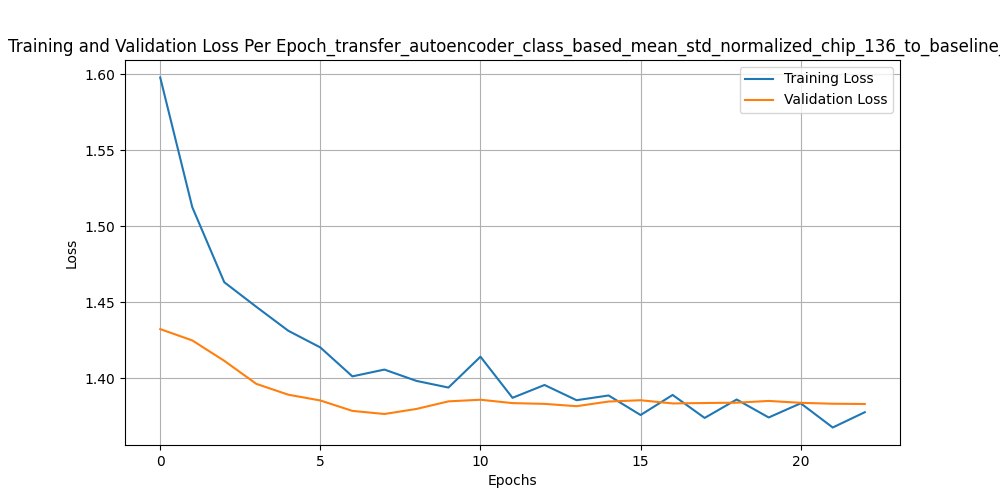 Training and Validation Loss Per Epoch_transfer_autoencoder_class_based_mean_std_normalized_chip_136_to_baseline_
Training Loss
Validation Loss
1.60
1.55
1.50
1.45
1.40
Loss
0 5 10 15 20
Epochs